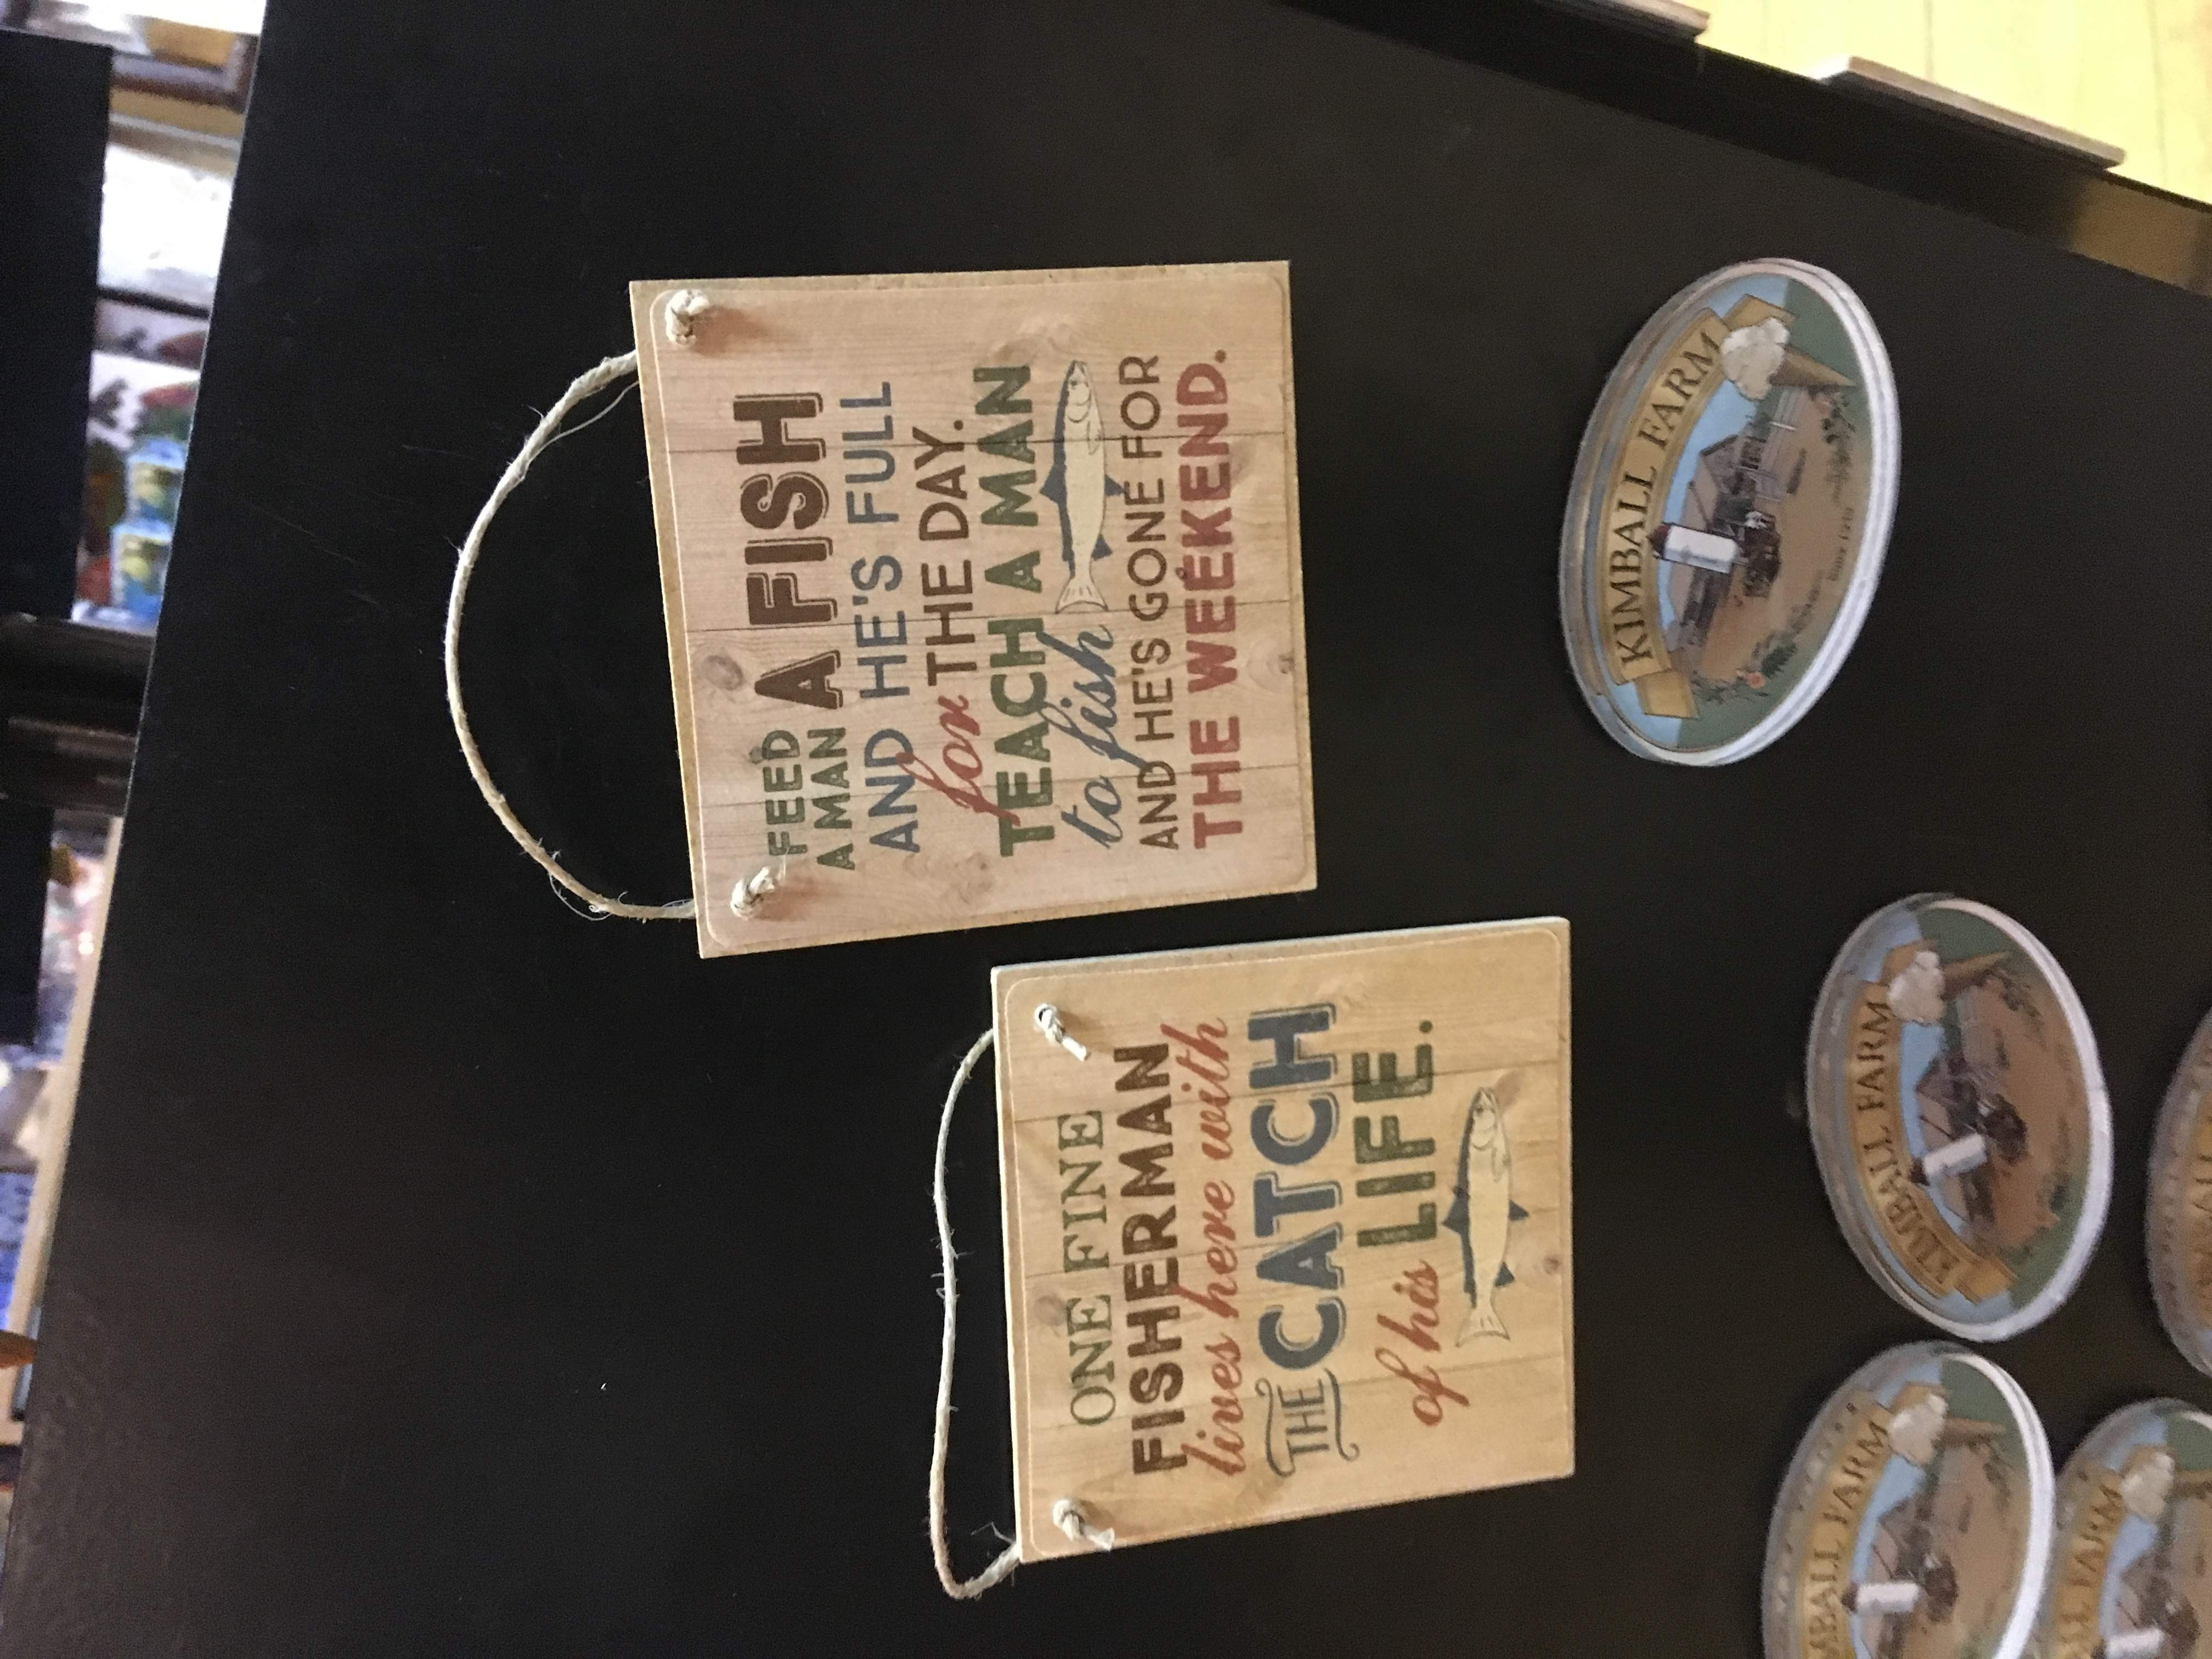 FEED
A MAN A FISH
AND HE'S FULL
for THE DAY.
TEACH A MAN
to fish
AND HE'S GONE FOR
THE WEEKEND.
ONE FINE
FISHERMAN
lives here with
THE CATCH
of his LIFE.
KIMBALL FARM
KIMBALL FARM
KIMBALL FARM
FARM